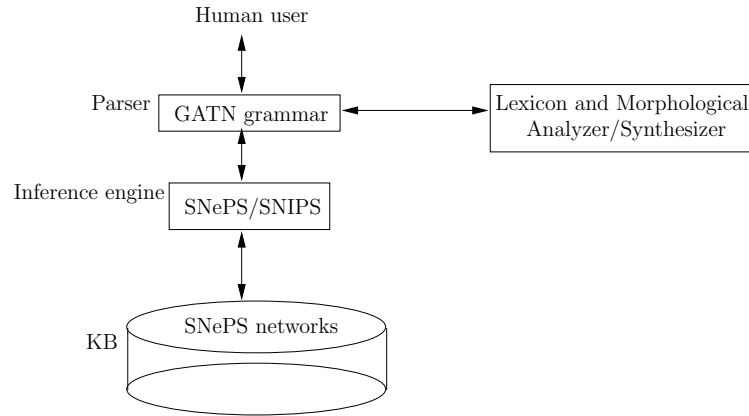 Human user
Parser
GATN grammar
Lexicon and Morphological
Analyzer/Synthesizer
Inference engine
SNePS/SNIPS
SNePS networks
KB